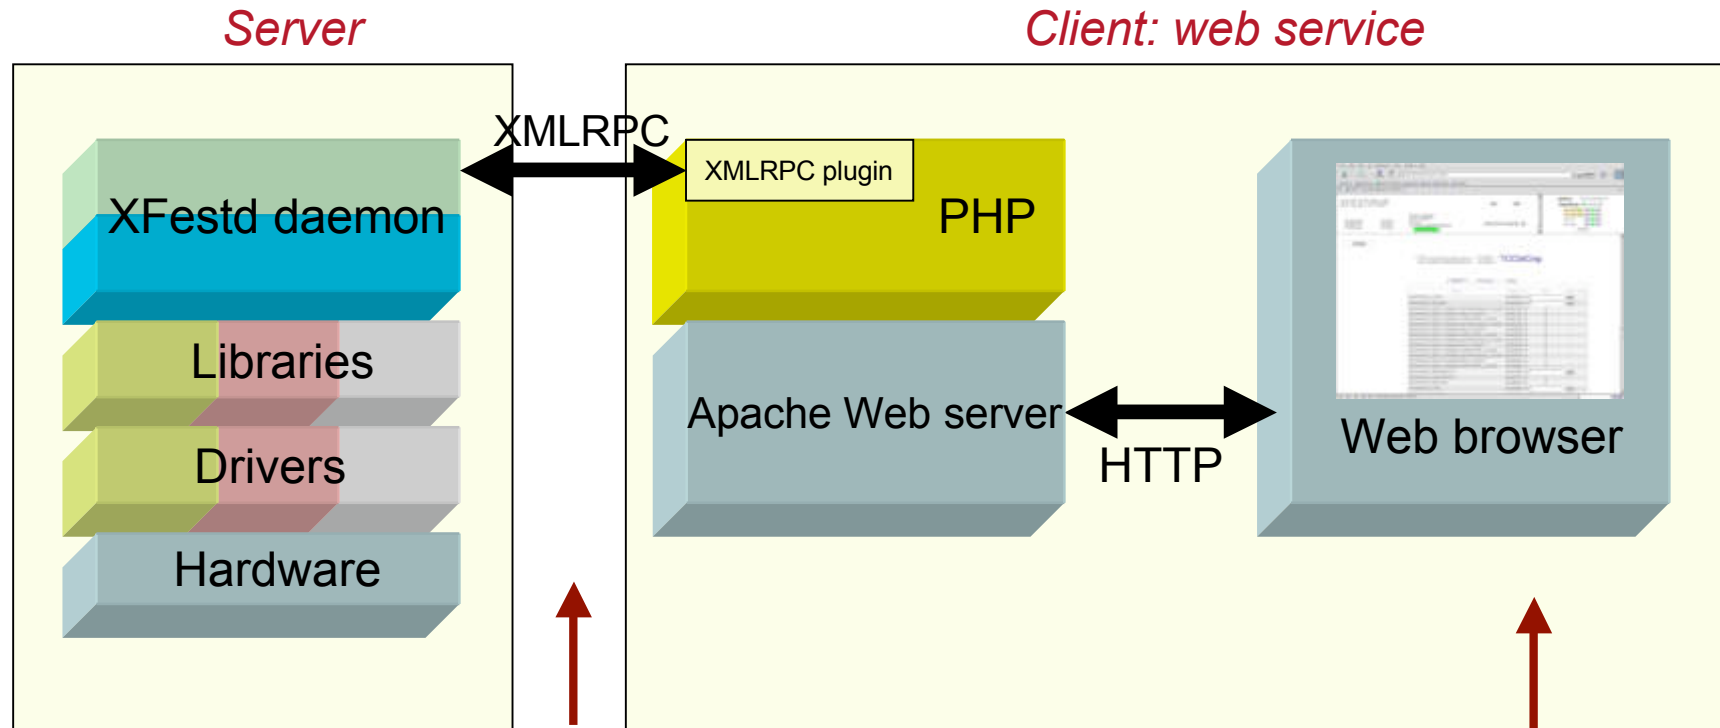 Server
Client: web service
XMLRPC
XMLRPC plugin
XFestd daemon
PHP
Libraries
Apache Web server
Web browser
HTTP
Drivers
Hardware